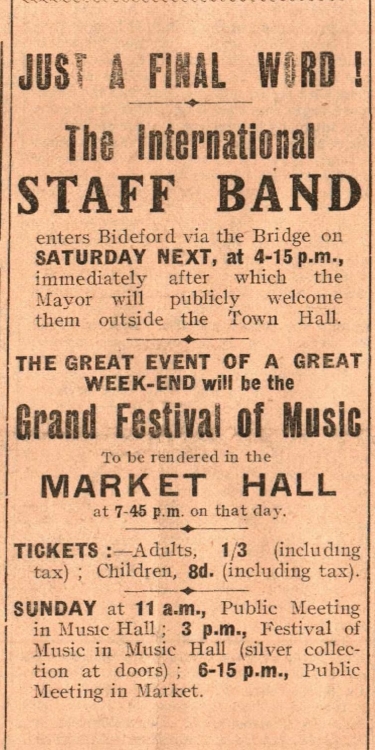 JUST A FINAL WORD !
The International
STAFF BAND
enters Bideford via the Bridge on
SATURDAY NEXT, at 4-15 p.m.,
immediately after which the
Mayor will publicly welcome
them outside the Town Hall.
THE GREAT EVENT OF A GREAT
WEEK-END will be the
Grand Festival of Music
To be rendered in the
MARKET HALL
at 7-45 p.m. on that day.
TICKETS :—Adults, 1/3 (including
tax) ; Children, 8d. (including tax).
SUNDAY at 11 a.m., Public Meeting
in Music Hall ; 3 p.m., Festival of
Music in Music Hall (silver collec-
tion at doors) ; 6-15 p.m., Public
Meeting in Market.